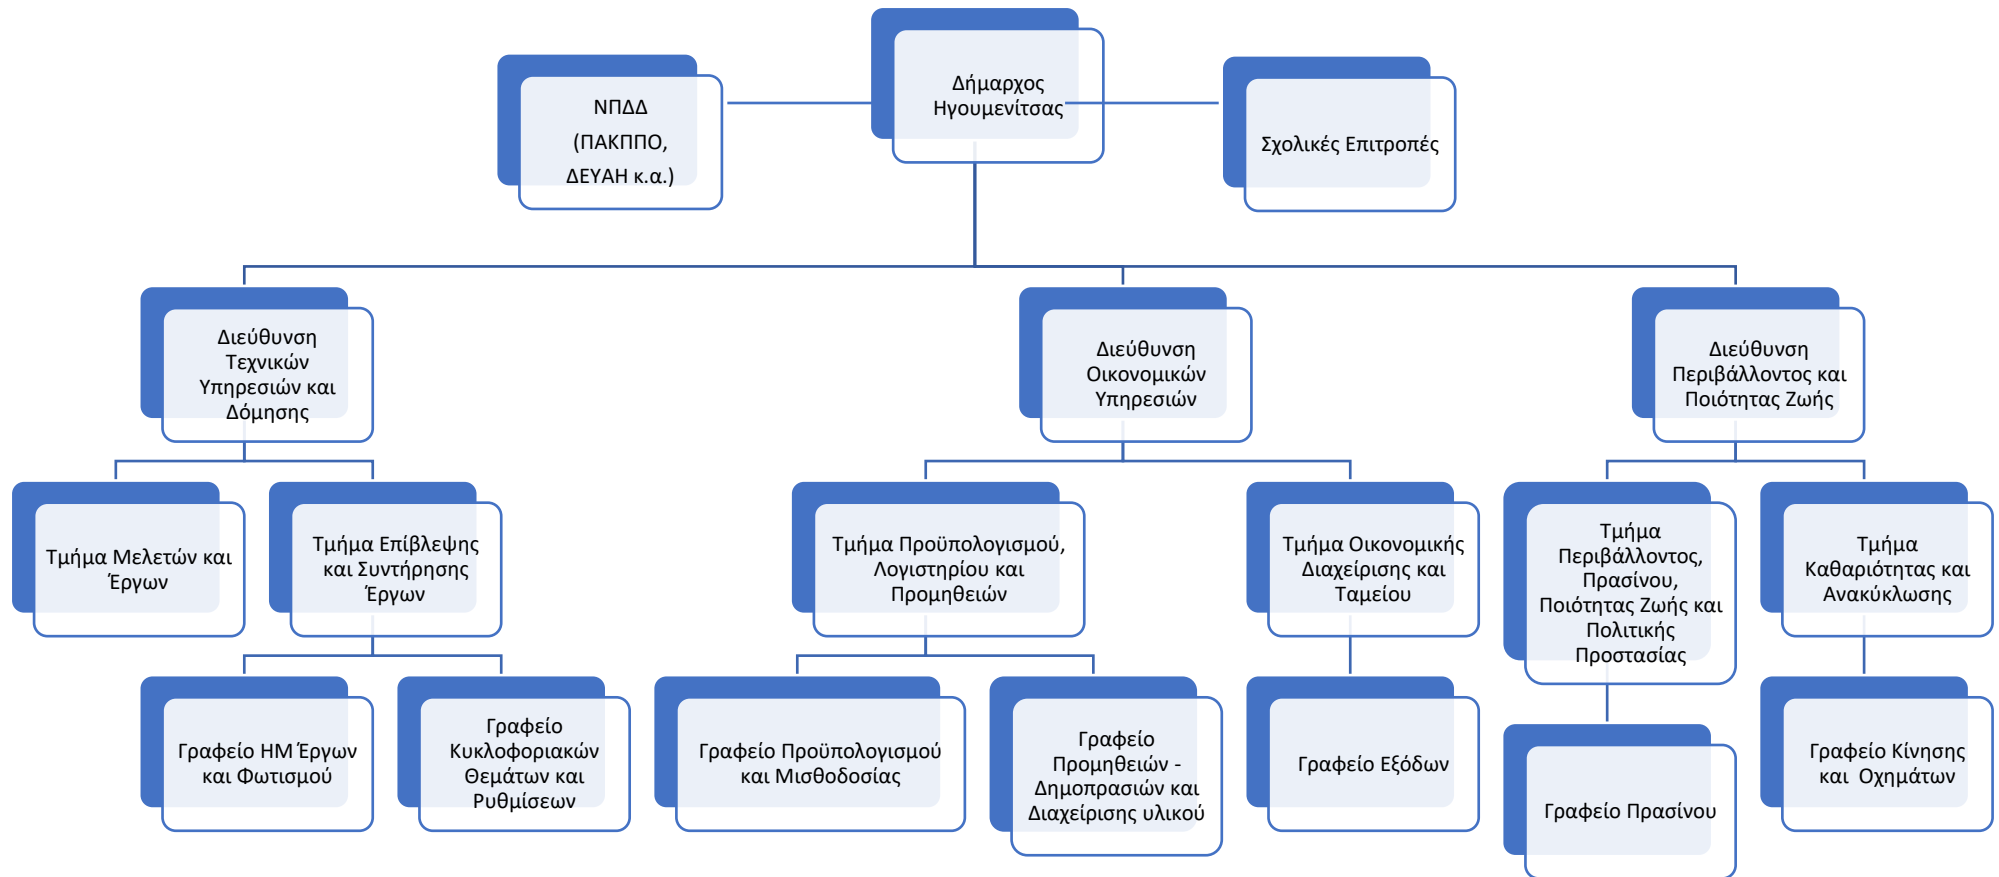 Δήμαρχος
Ηγουμενίτσας
ΝΠΔΔ
(ΠΑΚΠΠΟ,
ΔΕΥΑΗ κ.α.)
Σχολικές Επιτροπές
Διεύθυνση
Τεχνικών
Υπηρεσιών και
Δόμησης
Διεύθυνση
Οικονομικών
Υπηρεσιών
Διεύθυνση
Περιβάλλοντος και
Ποιότητας Ζωής
Τμήμα Μελετών και
Έργων
Τμήμα Επίβλεψης
και Συντήρησης
Έργων
Τμήμα Προϋπολογισμού,
Λογιστηρίου και
Προμηθειών
Τμήμα Οικονομικής
Διαχείρισης και
Ταμείου
Τμήμα
Περιβάλλοντος,
Πρασίνου,
Ποιότητας Ζωής και
Πολιτικής
Προστασίας
Τμήμα
Καθαριότητας και
Ανακύκλωσης
Γραφείο ΗΜ Έργων
και Φωτισμού
Γραφείο
Κυκλοφοριακών
Θεμάτων και
Ρυθμίσεων
Γραφείο Προϋπολογισμού
και Μισθοδοσίας
Γραφείο
Προμηθειών -
Δημοπρασιών και
Διαχείρισης υλικού
Γραφείο Εξόδων
Γραφείο Πρασίνου
Γραφείο Κίνησης
και Οχημάτων